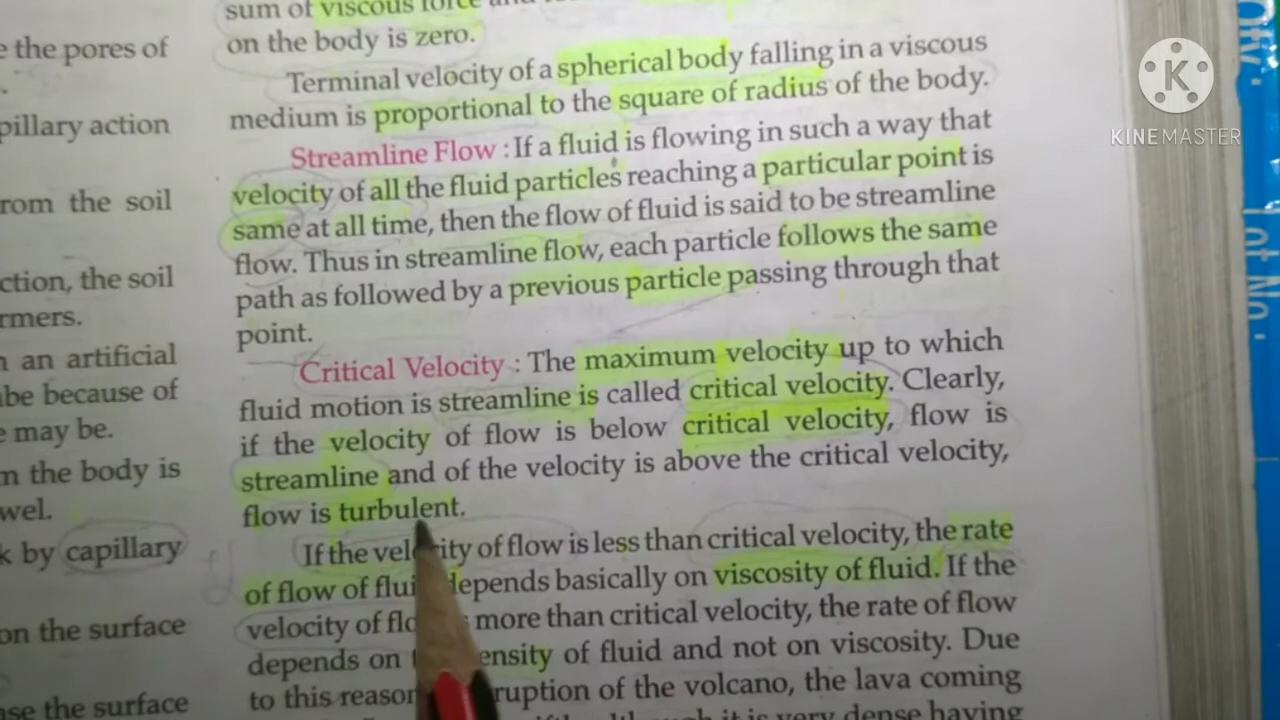 e the pores of
pillary action
rom the soil
ction, the soil
rmers.
n an artificial
be because of
e may be.
m the body is
wel.
k by capillary
on the surface
ase the surface
sum of viscous force and
on the body is zero.
Terminal velocity of a spherical body falling in a viscous
medium is proportional to the square of radius of the body.
Streamline Flow : If a fluid is flowing in such a way that
velocity of all the fluid particles reaching a particular point is
same at all time, then the flow of fluid is said to be streamline
flow. Thus in streamline flow, each particle follows the same
path as followed by a previous particle passing through that
point.
Critical Velocity : The maximum velocity up to which
fluid motion is streamline is called critical velocity. Clearly,
if the velocity of flow is below critical velocity, flow is
streamline and of the velocity is above the critical velocity,
flow is turbulent.
If the velocity of flow is less than critical velocity, the rate
of flow of flui depends basically on viscosity of fluid. If the
velocity of flo more than critical velocity, the rate of flow
depends on ensity of fluid and not on viscosity. Due
to this reason ruption of the volcano, the lava coming
it is very dense having
K
KINEMASTER
Lot No.